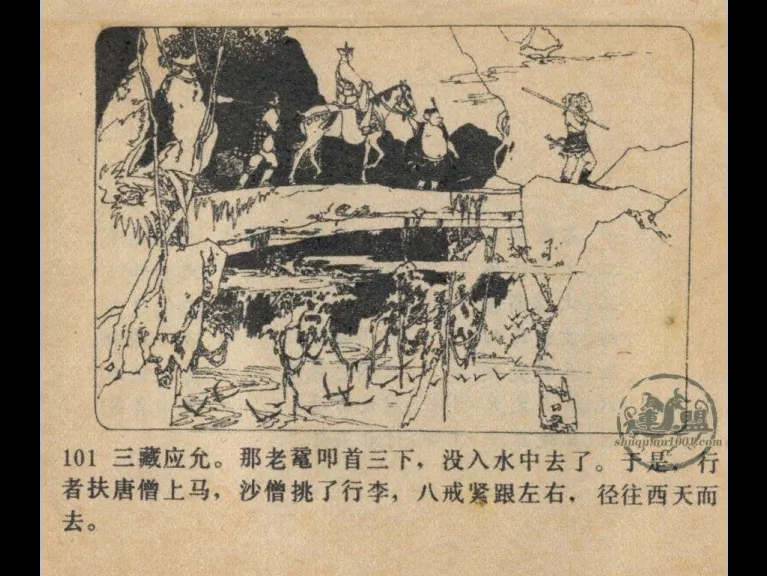 連盟
shuquan1001.com
101 三藏应允。那老鼋叩首三下，没入水中去了。于是，行
者扶唐僧上马，沙僧挑了行李，八戒紧跟左右，径往西天而
去。